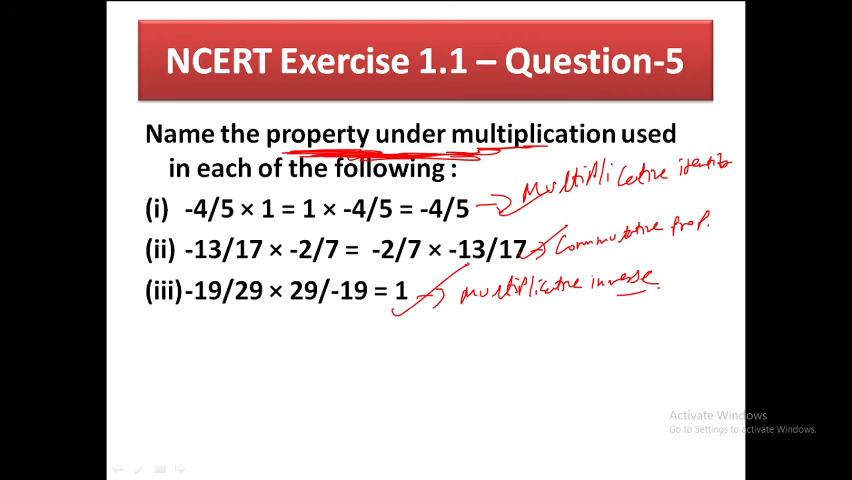 NCERT Exercise 1.1 – Question-5
Name the property under multiplication used
in each of the following :
(i) -4/5 × 1 = 1 × -4/5 = -4/5 → Multiplicative identity
(ii) -13/17 × -2/7 = -2/7 × -13/17 → Commutative prop.
(iii) -19/29 × 29/-19 = 1 → multiplicative inverse.
Activate Windows
Go to Settings to activate Windows.